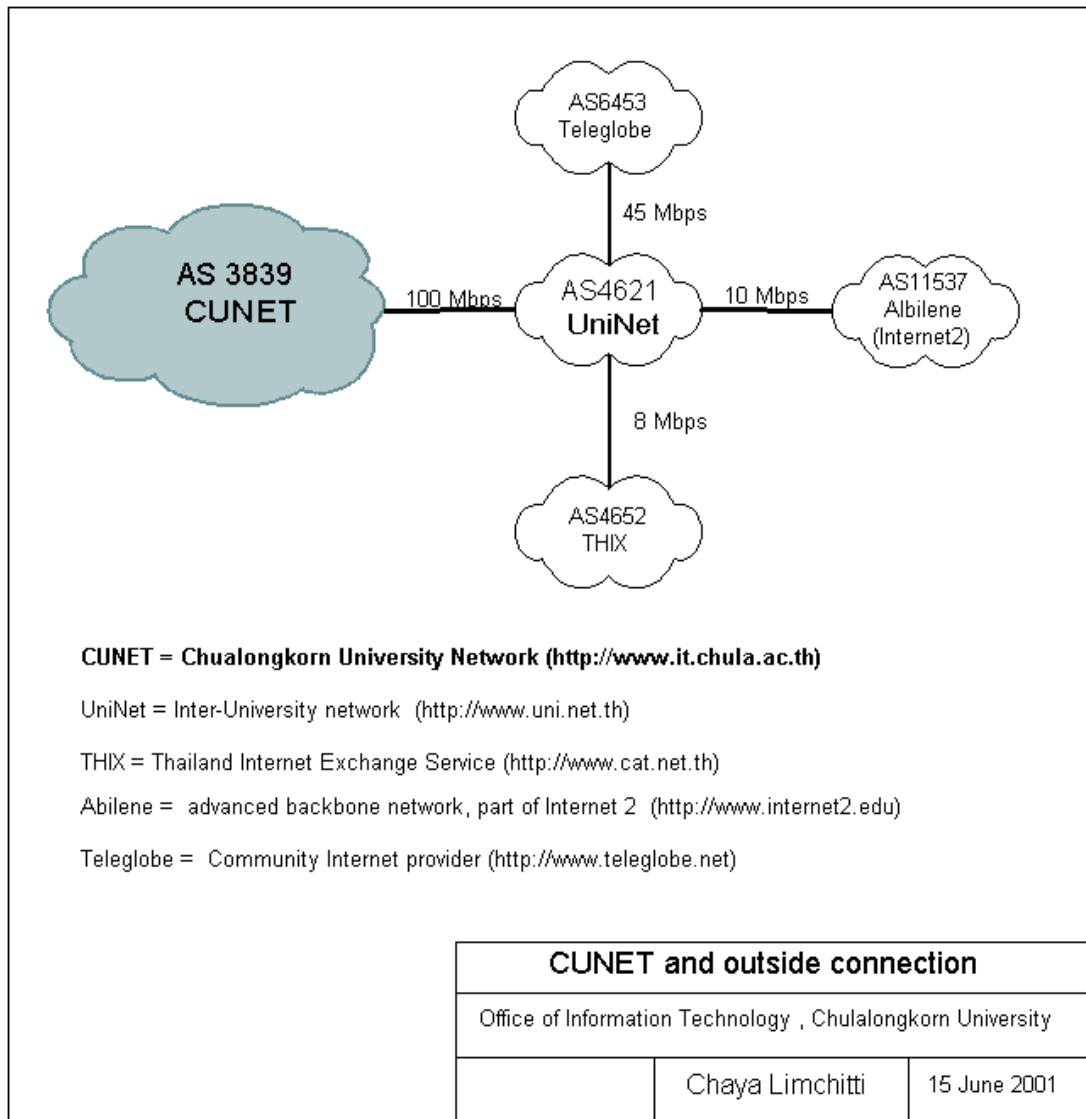 AS6453
Teleglobe
45 Mbps
AS 3839
CUNET
100 Mbps
AS4621
UniNet
10 Mbps
AS11537
Albilene
(Internet2)
8 Mbps
AS4652
THIX
CUNET = Chualongkorn University Network (http://www.it.chula.ac.th)
UniNet = Inter-University network (http://www.uni.net.th)
THIX = Thailand Internet Exchange Service (http://www.cat.net.th)
Abilene = advanced backbone network, part of Internet 2 (http://www.internet2.edu)
Teleglobe = Community Internet provider (http://www.teleglobe.net)
CUNET and outside connection
Office of Information Technology , Chulalongkorn University
Chaya Limchitti
15 June 2001